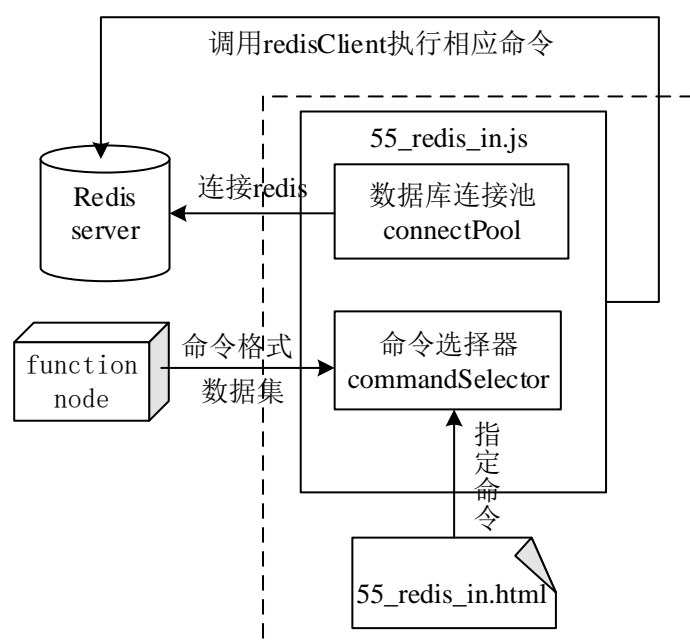 调用redisClient执行相应命令
55_redis_in.js
Redis
server
连接redis
数据库连接池
connectPool
function
node
命令格式
数据集
命令选择器
commandSelector
指定命令
55_redis_in.html